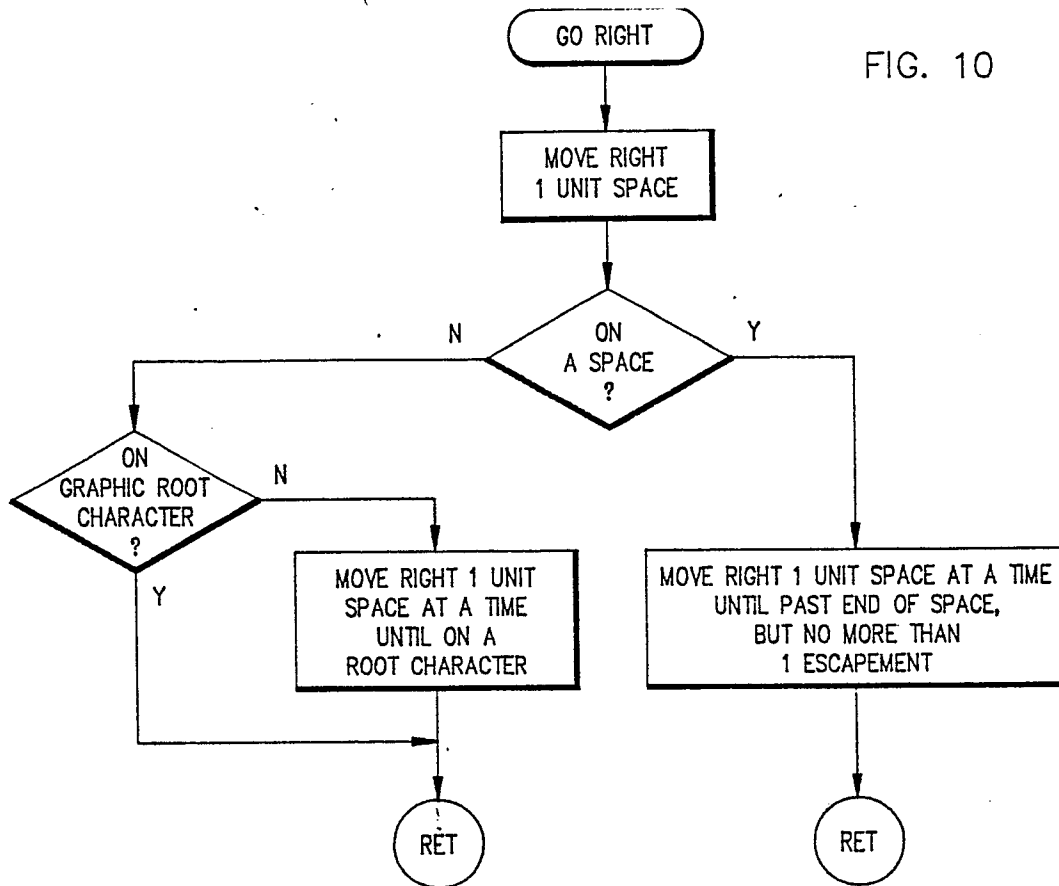 GO RIGHT
FIG. 10
MOVE RIGHT
1 UNIT SPACE
N
ON
A SPACE
?
Y
ON
GRAPHIC ROOT
CHARACTER
?
N
Y
MOVE RIGHT 1 UNIT
SPACE AT A TIME
UNTIL ON A
ROOT CHARACTER
MOVE RIGHT 1 UNIT SPACE AT A TIME
UNTIL PAST END OF SPACE,
BUT NO MORE THAN
1 ESCAPEMENT
RET
RET